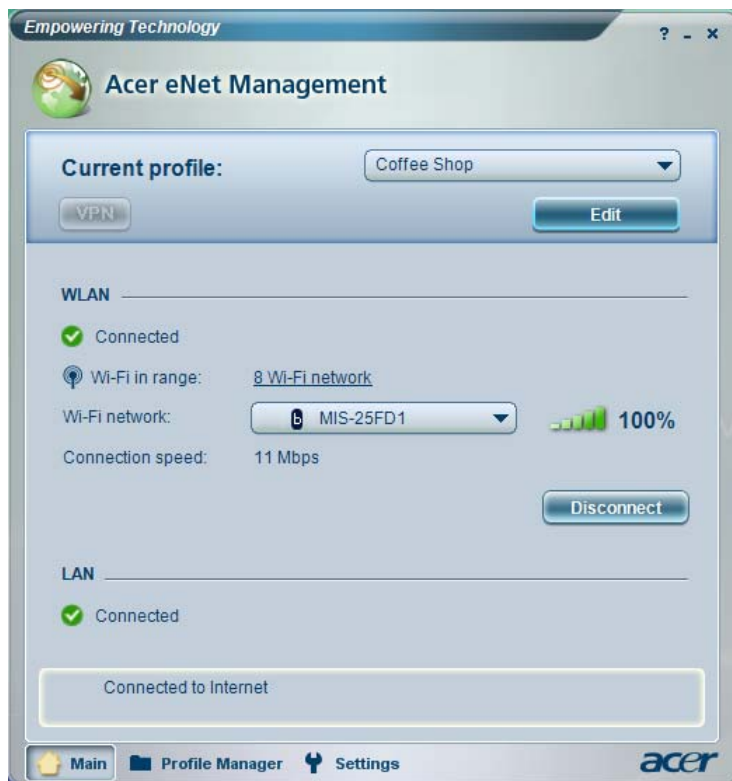 Empowering Technology
? - x
Acer eNet Management
Current profile:
Coffee Shop
VPN
Edit
WLAN
Connected
Wi-Fi in range:
8 Wi-Fi network
Wi-Fi network:
b MIS-25FD1
100%
Connection speed:
11 Mbps
Disconnect
LAN
Connected
Connected to Internet
Main
Profile Manager
Settings
acer